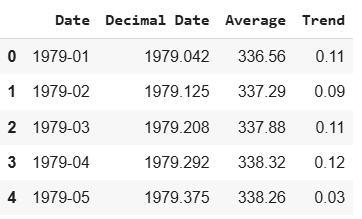 Date Decimal Date Average Trend
0 1979-01 1979.042 336.56 0.11
1 1979-02 1979.125 337.29 0.09
2 1979-03 1979.208 337.88 0.11
3 1979-04 1979.292 338.32 0.12
4 1979-05 1979.375 338.26 0.03